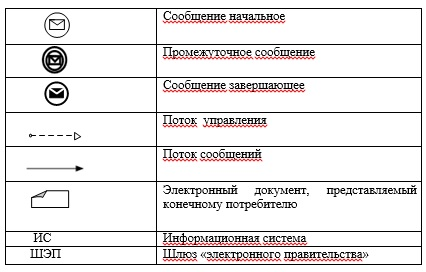 Сообщение начальное
Промежуточное сообщение
Сообщение завершающее
Поток управления
Поток сообщений
Электронный документ, представляемый
конечному потребителю
ИС Информационная система
ШЭП Шлюз «электронного правительства»